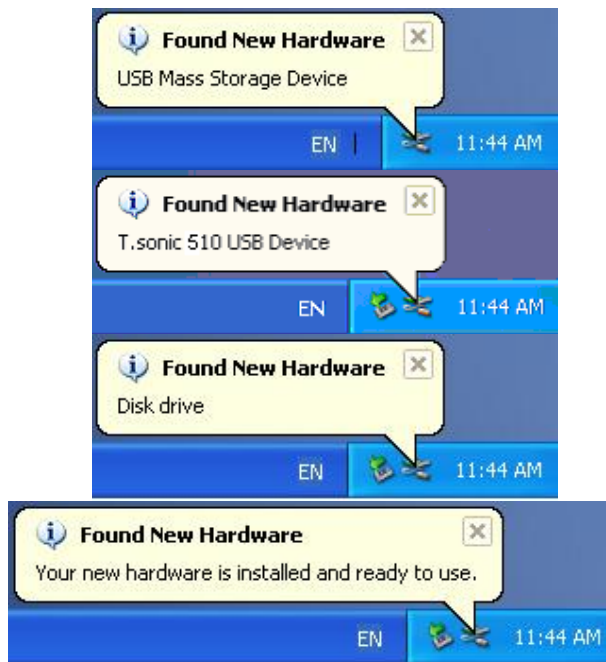 Found New Hardware
USB Mass Storage Device
EN 11:44 AM
Found New Hardware
T.sonic 510 USB Device
EN 11:44 AM
Found New Hardware
Disk drive
EN 11:44 AM
Found New Hardware
Your new hardware is installed and ready to use.
EN 11:44 AM